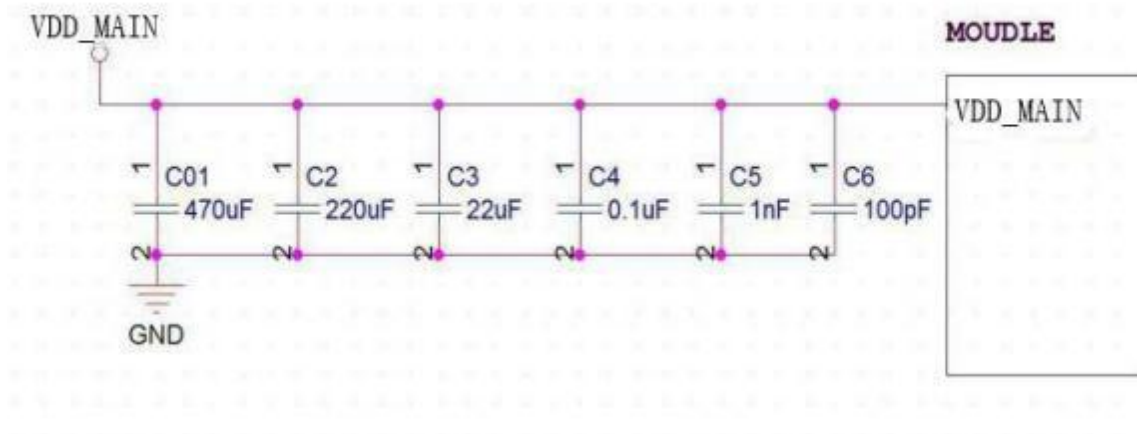 VDD_MAIN
MOUDLE
VDD_MAIN
1 1 1 1 1 1
C01 C2 C3 C4 C5 C6
470uF 220uF 22uF 0.1uF 1nF 100pF
2 2 2 2 2 2
GND